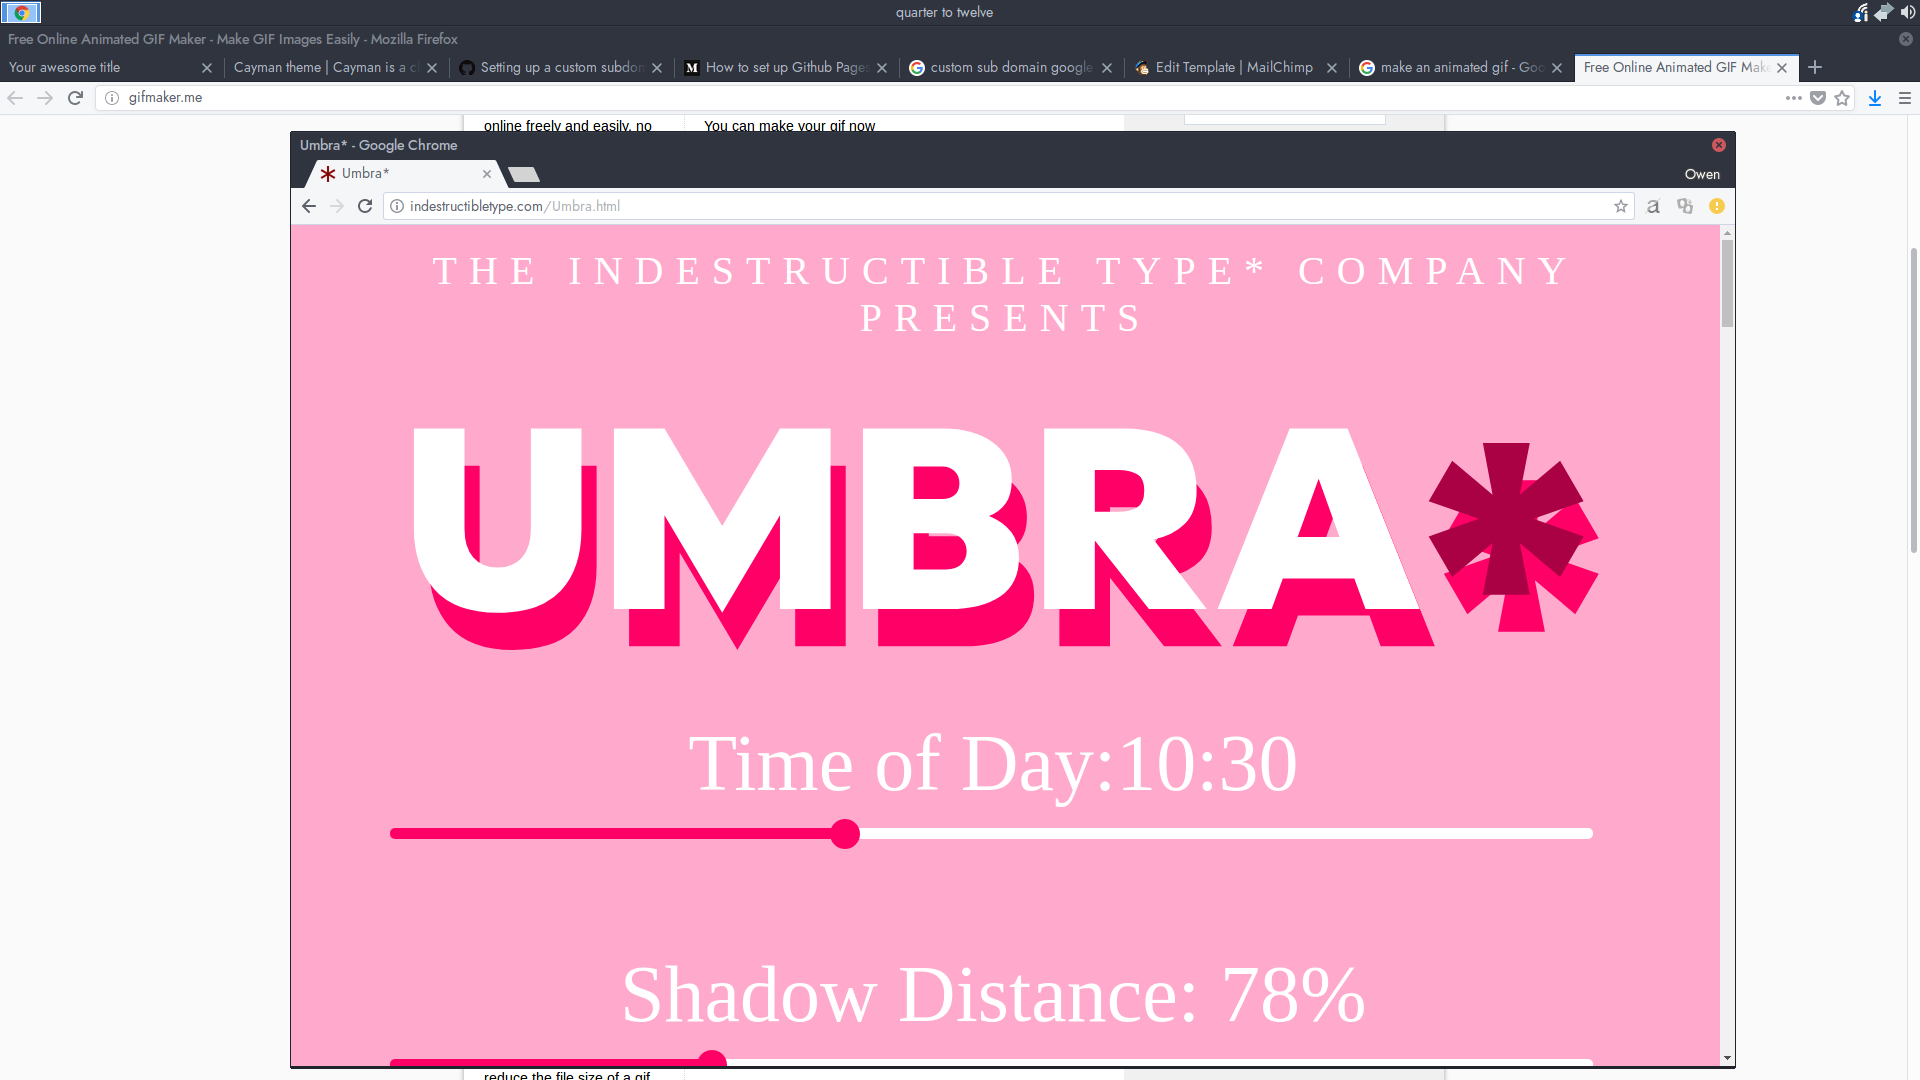 quarter to twelve
Free Online Animated GIF Maker - Make GIF Images Easily - Mozilla Firefox
Your awesome title
Cayman theme | Cayman is a c
Setting up a custom subdon
How to set up Github Page
custom sub domain google
Edit Template | MailChimp
make an animated gif - Goo
Free Online Animated GIF Make
gifmaker.me
online freely and easily, no
You can make your gif now
Umbra* - Google Chrome
Umbra*
Owen
indestructibletype.com/Umbra.html
THE INDESTRUCTIBLE TYPE* COMPANY
PRESENTS
UMBRA*
Time of Day:10:30
Shadow Distance: 78%
reduce the file size of a gif